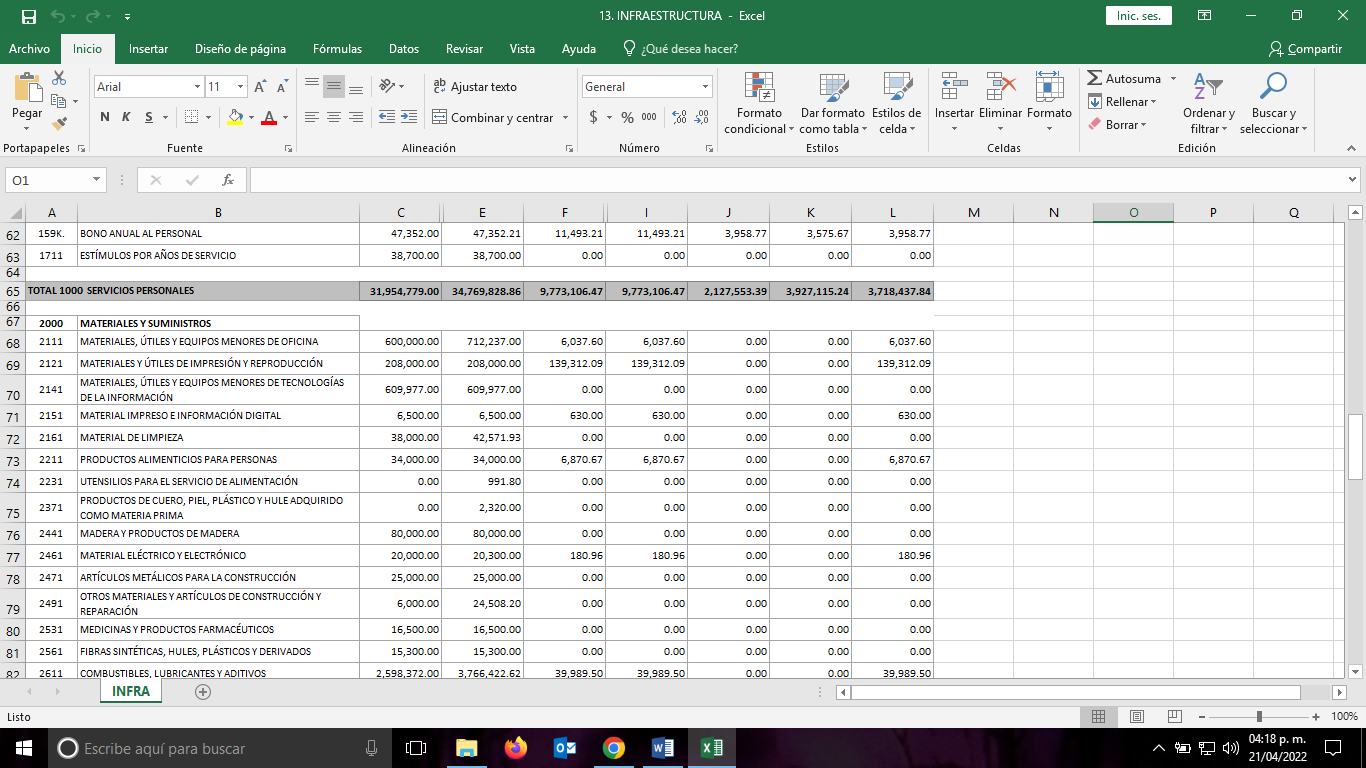 13. INFRAESTRUCTURA - Excel
Inic. ses.
Archivo Inicio Insertar Diseño de página Fórmulas Datos Revisar Vista Ayuda ¿Qué desea hacer? Compartir
Pegar
Portapapeles
Arial 11
N K S
Fuente
Ajustar texto
Combinar y centrar
Alineación
General
$ % 000
Número
Formato condicional
Dar formato como tabla
Estilos de celda
Estilos
Insertar Eliminar Formato
Celdas
Autosuma
Rellenar
Borrar
Ordenar y filtrar
Buscar y seleccionar
Edición
O1
fx
A B C E F I J K L M N O P Q
62 159K. BONO ANUAL AL PERSONAL 47,352.00 47,352.21 11,493.21 11,493.21 3,958.77 3,575.67 3,958.77
63 1711 ESTÍMULOS POR AÑOS DE SERVICIO 38,700.00 38,700.00 0.00 0.00 0.00 0.00 0.00
64
65 TOTAL 1000 SERVICIOS PERSONALES 31,954,779.00 34,769,828.86 9,773,106.47 9,773,106.47 2,127,553.39 3,927,115.24 3,718,437.84
66
67 2000 MATERIALES Y SUMINISTROS
68 2111 MATERIALES, ÚTILES Y EQUIPOS MENORES DE OFICINA 600,000.00 712,237.00 6,037.60 6,037.60 0.00 0.00 6,037.60
69 2121 MATERIALES Y ÚTILES DE IMPRESIÓN Y REPRODUCCIÓN 208,000.00 208,000.00 139,312.09 139,312.09 0.00 0.00 139,312.09
70 2141 MATERIALES, ÚTILES Y EQUIPOS MENORES DE TECNOLOGÍAS
DE LA INFORMACIÓN 609,977.00 609,977.00 0.00 0.00 0.00 0.00 0.00
71 2151 MATERIAL IMPRESO E INFORMACIÓN DIGITAL 6,500.00 6,500.00 630.00 630.00 0.00 0.00 630.00
72 2161 MATERIAL DE LIMPIEZA 38,000.00 42,571.93 0.00 0.00 0.00 0.00 0.00
73 2211 PRODUCTOS ALIMENTICIOS PARA PERSONAS 34,000.00 34,000.00 6,870.67 6,870.67 0.00 0.00 6,870.67
74 2231 UTENSILIOS PARA EL SERVICIO DE ALIMENTACIÓN 0.00 991.80 0.00 0.00 0.00 0.00 0.00
75 2371 PRODUCTOS DE CUERO, PIEL, PLÁSTICO Y HULE ADQUIRIDO
COMO MATERIA PRIMA 0.00 2,320.00 0.00 0.00 0.00 0.00 0.00
76 2441 MADERA Y PRODUCTOS DE MADERA 80,000.00 80,000.00 0.00 0.00 0.00 0.00 0.00
77 2461 MATERIAL ELÉCTRICO Y ELECTRÓNICO 20,000.00 20,300.00 180.96 180.96 0.00 0.00 180.96
78 2471 ARTÍCULOS METÁLICOS PARA LA CONSTRUCCIÓN 25,000.00 25,000.00 0.00 0.00 0.00 0.00 0.00
79 2491 OTROS MATERIALES Y ARTÍCULOS DE CONSTRUCCIÓN Y
REPARACIÓN 6,000.00 24,508.20 0.00 0.00 0.00 0.00 0.00
80 2531 MEDICINAS Y PRODUCTOS FARMACÉUTICOS 16,500.00 16,500.00 0.00 0.00 0.00 0.00 0.00
81 2561 FIBRAS SINTÉTICAS, HULES, PLÁSTICOS Y DERIVADOS 15,300.00 15,300.00 0.00 0.00 0.00 0.00 0.00
82 2611 COMBUSTIBLES, LUBRICANTES Y ADITIVOS 2,598,372.00 3,766,422.62 39,989.50 39,989.50 0.00 0.00 39,989.50
INFRA
Listo
100%
Escribe aquí para buscar
04:18 p. m.
21/04/2022